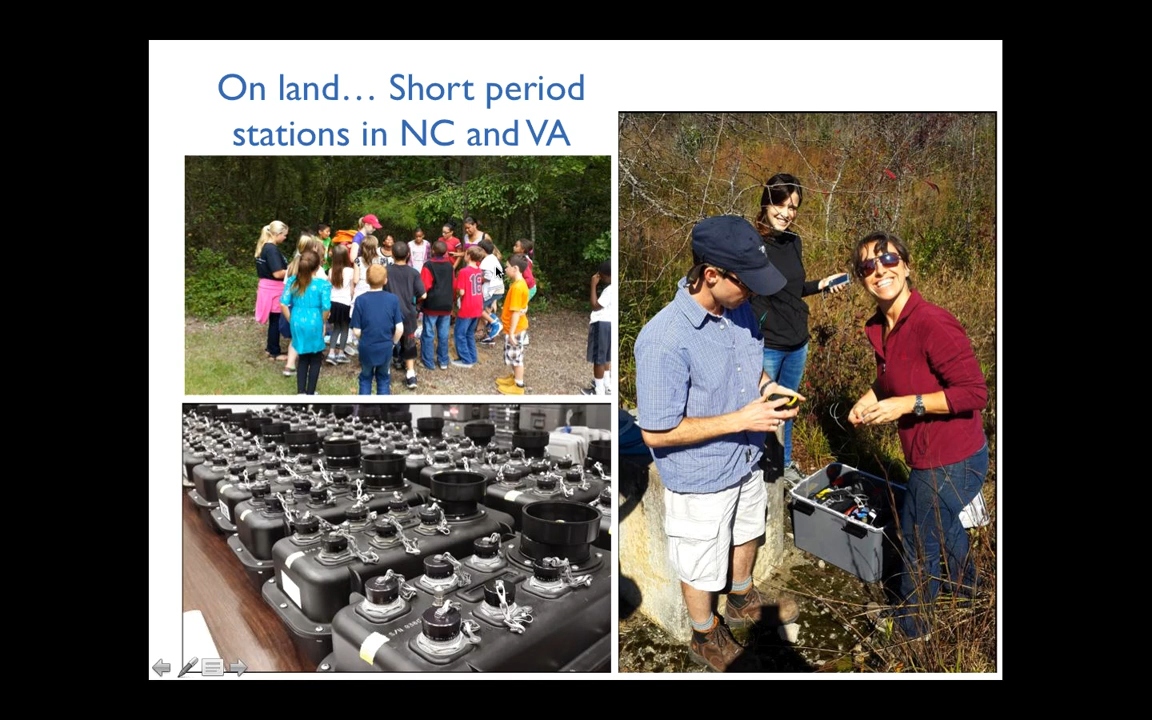 On land… Short period
stations in NC and VA